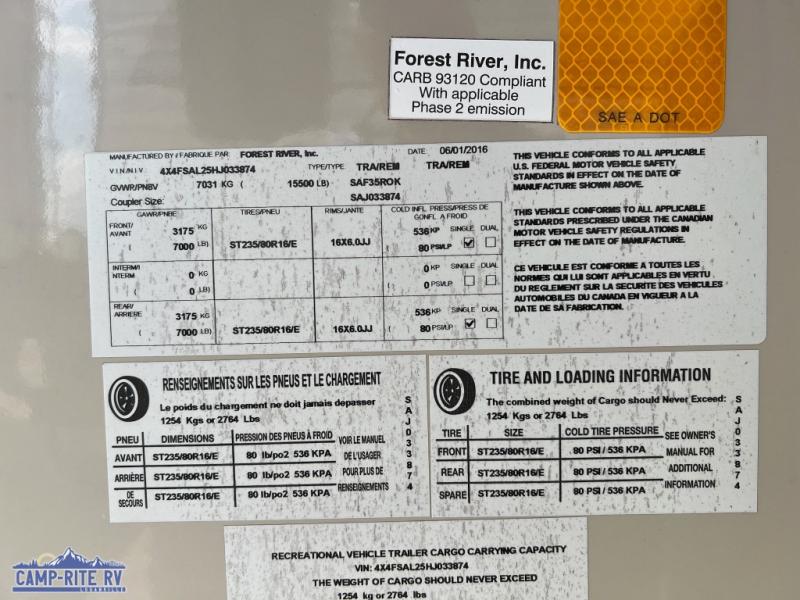 Forest River, Inc.
CARB 93120 Compliant
With applicable
Phase 2 emission
SAE A DOT
MANUFACTURED BY / FABRIQUE PAR FOREST RIVER, Inc. DATE 06/01/2016
VIN/NIV 4X4FSAL25HJ033874 TYPE/TYPE TRA/REM TRA/REM
GVWR/PNBV 7031 KG ( 15500 LB) SAF35ROK
Coupler Size: SAJ033874
GAWR/PNBE TIRES/PNEU RIMS/JANTE COLD INFL PRESS/PRESS DE GONFL A FROID
FRONT/ AVANT 3175 KG ( 7000 LB) ST235/80R16/E 16X6.0JJ 536 KP ( 80 PSI/LP SINGLE DUAL
INTERM/ INTERM 0 KG ( 0 LB) 0 KP ( 0 PSI/LP SINGLE DUAL
REAR/ ARRIERE 3175 KG ( 7000 LB) ST235/80R16/E 16X6.0JJ 536 KP ( 80 PSI/LP SINGLE DUAL
THIS VEHICLE CONFORMS TO ALL APPLICABLE
U.S. FEDERAL MOTOR VEHICLE SAFETY
STANDARDS IN EFFECT ON THE DATE OF
MANUFACTURE SHOWN ABOVE.
THIS VEHICLE CONFORMS TO ALL APPLICABLE
STANDARDS PRESCRIBED UNDER THE CANADIAN
MOTOR VEHICLE SAFETY REGULATIONS IN
EFFECT ON THE DATE OF MANUFACTURE.
CE VEHICULE EST CONFORME A TOUTES LES
NORMES QUI LUI SONT APPLICABLES EN VERTU
DU REGLEMENT SUR LA SECURITE DES VEHICULES
AUTOMOBILES DU CANADA EN VIGUEUR A LA
DATE DE SA FABRICATION.
RENSEIGNEMENTS SUR LES PNEUS ET LE CHARGEMENT
Le poids du chargement ne doit jamais depasser
1254 Kgs or 2764 Lbs
PNEU DIMENSIONS PRESSION DES PNEUS À FROID
AVANT ST235/80R16/E 80 lb/po2 536 KPA
ARRIÈRE ST235/80R16/E 80 lb/po2 536 KPA
DE SECOURS ST235/80R16/E 80 lb/po2 536 KPA
VOIR LE MANUEL
DE L'USAGER
POUR PLUS DE
RENSEIGNEMENTS
SAJ033874
TIRE AND LOADING INFORMATION
The combined weight of Cargo should Never Exceed:
1254 Kgs or 2764 Lbs
TIRE SIZE COLD TIRE PRESSURE
FRONT ST235/80R16/E 80 PSI / 536 KPA
REAR ST235/80R16/E 80 PSI / 536 KPA
SPARE ST235/80R16/E 80 PSI / 536 KPA
SEE OWNER'S
MANUAL FOR
ADDITIONAL
INFORMATION
SAJ033874
RECREATIONAL VEHICLE TRAILER CARGO CARRYING CAPACITY
VIN: 4X4FSAL25HJ033874
THE WEIGHT OF CARGO SHOULD NEVER EXCEED
1254 kg or 2764 lbs
CAMP-RITE RV
LOUISVILLE